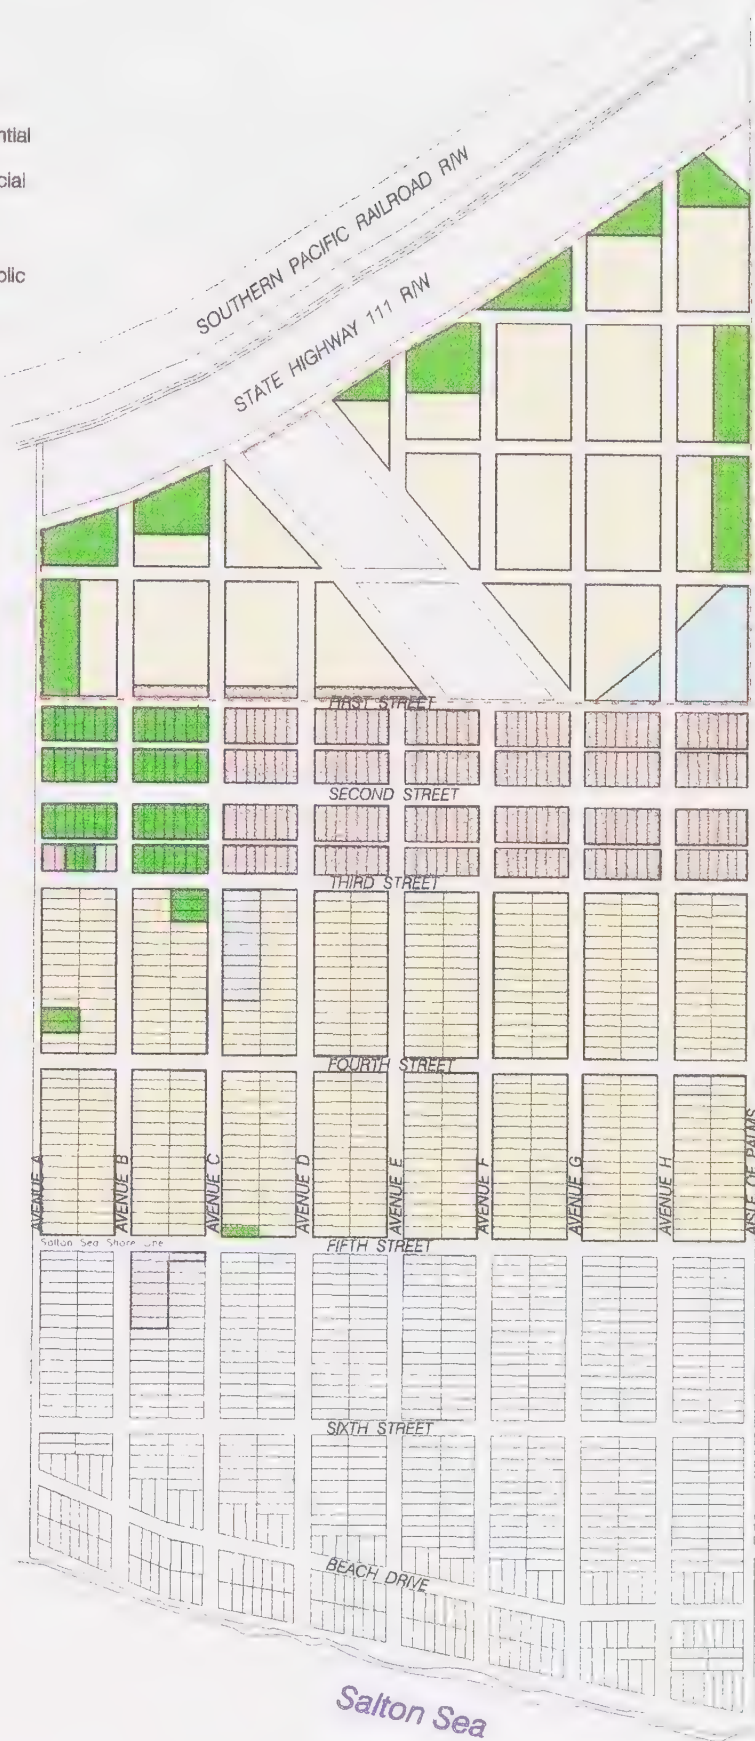 ntial
cial
blic
SOUTHERN PACIFIC RAILROAD R/W
STATE HIGHWAY 111 R/W
FIRST STREET
SECOND STREET
THIRD STREET
FOURTH STREET
AVENUE A
AVENUE B
AVENUE C
AVENUE D
AVENUE E
AVENUE F
AVENUE G
AVENUE H
AISLE OF PALMS
Salton Sea Shore Line
FIFTH STREET
SIXTH STREET
BEACH DRIVE
Salton Sea